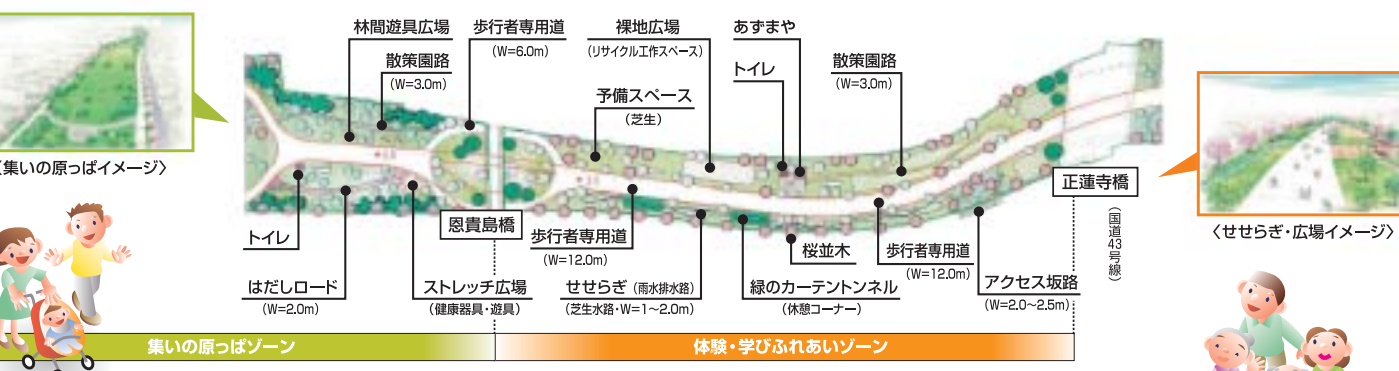 林間遊具広場
歩行者専用道
(W=6.0m)
裸地広場
(リサイクル工作スペース)
あずまや
散策園路
(W=3.0m)
トイレ
散策園路
(W=3.0m)
予備スペース
(芝生)
〈集いの原っぱイメージ〉
正蓮寺橋
(国道43号線)
〈せせらぎ・広場イメージ〉
恩貴島橋
トイレ
歩行者専用道
(W=12.0m)
桜並木
歩行者専用道
(W=12.0m)
はだしロード
(W=2.0m)
ストレッチ広場
(健康器具・遊具)
せせらぎ (雨水排水路)
(芝生水路・W=1〜2.0m)
緑のカーテントンネル
(休憩コーナー)
アクセス坂路
(W=2.0〜2.5m)
集いの原っぱゾーン
体験・学びふれあいゾーン